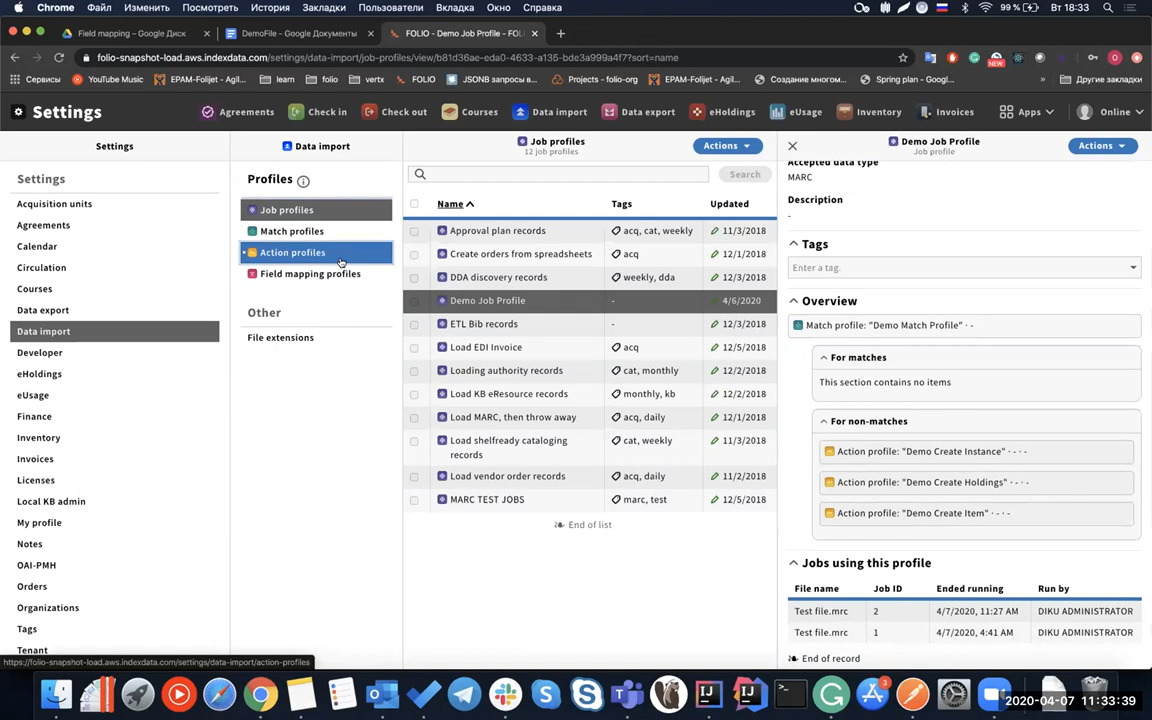 Chrome Файл Изменить Посмотреть История Закладки Пользователи Вкладка Окно Справка 99 % Вт 18:33
Field mapping – Google Диск × DemoFile – Google Документы × FOLIO - Demo Job Profile - FOL × +
folio-snapshot-load.aws.indexdata.com/settings/data-import/job-profiles/view/b81d36ae-eda0-4633-a135-bde3a999a4f7?sort=name
Сервисы YouTube Music EPAM-Folijet - Agil... learn folio vertx FOLIO JSONB запросы в... Projects - folio-org EPAM-Folijet - Agil... Создание многом... Spring plan - Googl... » Другие закладки
NEW
Settings Agreements Check in Check out Courses Data import Data export eHoldings eUsage Inventory Invoices Apps Online
Settings
Data import
Job profiles
12 job profiles
Actions
Demo Job Profile
Job profile
Actions
Settings
Acquisition units
Agreements
Calendar
Circulation
Courses
Data export
Data import
Developer
eHoldings
eUsage
Finance
Inventory
Invoices
Licenses
Local KB admin
My profile
Notes
OAI-PMH
Orders
Organizations
Tags
Tenant
Profiles
Job profiles
Match profiles
Action profiles
Field mapping profiles
Other
File extensions
Search
Name Tags Updated
Approval plan records acq, cat, weekly 11/3/2018
Create orders from spreadsheets acq 12/1/2018
DDA discovery records weekly, dda 12/3/2018
Demo Job Profile - 4/6/2020
ETL Bib records - 12/3/2018
Load EDI Invoice acq 12/5/2018
Loading authority records cat, monthly 12/2/2018
Load KB eResource records monthly, kb 12/2/2018
Load MARC, then throw away acq, daily 12/1/2018
Load shelfready cataloging cat, weekly 11/3/2018
records
Load vendor order records acq, daily 11/2/2018
MARC TEST JOBS marc, test 12/5/2018
End of list
Accepted data type
MARC
Description
-
Tags
Enter a tag.
Overview
Match profile: "Demo Match Profile" · -
For matches
This section contains no items
For non-matches
Action profile: "Demo Create Instance" · - · -
Action profile: "Demo Create Holdings" · - · -
Action profile: "Demo Create Item" · - · -
Jobs using this profile
File name Job ID Ended running Run by
Test file.mrc 2 4/7/2020, 11:27 AM DIKU ADMINISTRATOR
Test file.mrc 1 4/7/2020, 4:41 AM DIKU ADMINISTRATOR
End of record
https://folio-snapshot-load.aws.indexdata.com/settings/data-import/action-profiles
3
2020-04-07 11:33:39